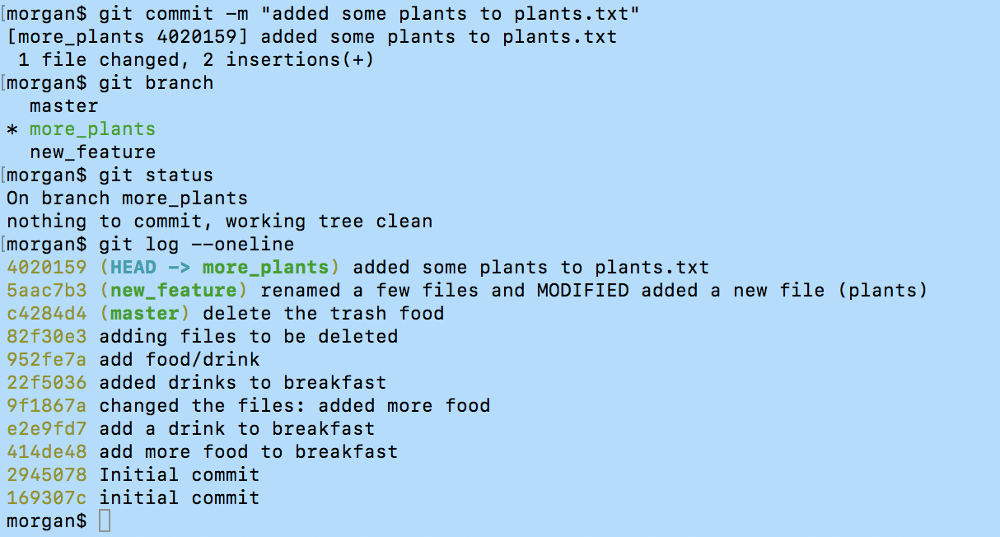 [morgan$ git commit -m "added some plants to plants.txt"
[more_plants 4020159] added some plants to plants.txt
 1 file changed, 2 insertions(+)
[morgan$ git branch
  master
* more_plants
  new_feature
[morgan$ git status
On branch more_plants
nothing to commit, working tree clean
[morgan$ git log --oneline
4020159 (HEAD -> more_plants) added some plants to plants.txt
5aac7b3 (new_feature) renamed a few files and MODIFIED added a new file (plants)
c4284d4 (master) delete the trash food
82f30e3 adding files to be deleted
952fe7a add food/drink
22f5036 added drinks to breakfast
9f1867a changed the files: added more food
e2e9fd7 add a drink to breakfast
414de48 add more food to breakfast
2945078 Initial commit
169307c initial commit
morgan$